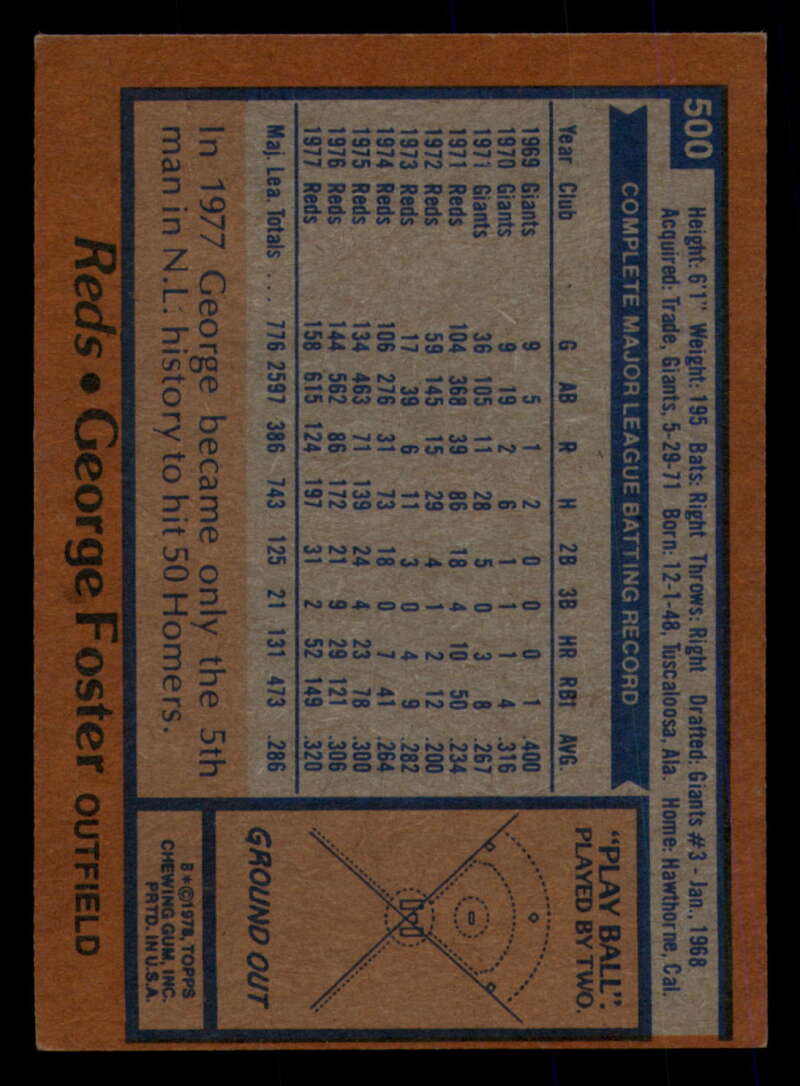 500
Height: 6'1" Weight: 195 Bats: Right Throws: Right Drafted: Giants #3 - Jan., 1968
Acquired: Trade, Giants, 5-29-71 Born: 12-1-48, Tuscaloosa, Ala. Home: Hawthorne, Cal.
COMPLETE MAJOR LEAGUE BATTING RECORD
Year Club G AB R H 2B 3B HR RBI AVG.
1969 Giants 9 5 1 2 0 0 0 1 .400
1970 Giants 9 19 2 6 1 1 1 4 .316
1971 Giants 36 105 11 28 5 0 3 8 .267
1971 Reds 104 368 39 86 18 4 10 50 .234
1972 Reds 59 145 15 29 4 1 2 12 .200
1973 Reds 17 39 6 11 3 0 4 9 .282
1974 Reds 106 276 31 73 18 0 7 41 .264
1975 Reds 134 463 71 139 24 4 23 78 .300
1976 Reds 144 562 86 172 21 9 29 121 .306
1977 Reds 158 615 124 197 31 2 52 149 .320
Maj. Lea. Totals ... 776 2597 386 743 125 21 131 473 .286
In 1977 George became only the 5th
man in N.L. history to hit 50 Homers.
"PLAY BALL":
PLAYED BY TWO.
GROUND OUT
B*©1978, TOPPS
CHEWING GUM, INC.
PRTD. IN U.S.A.
Reds • George Foster OUTFIELD